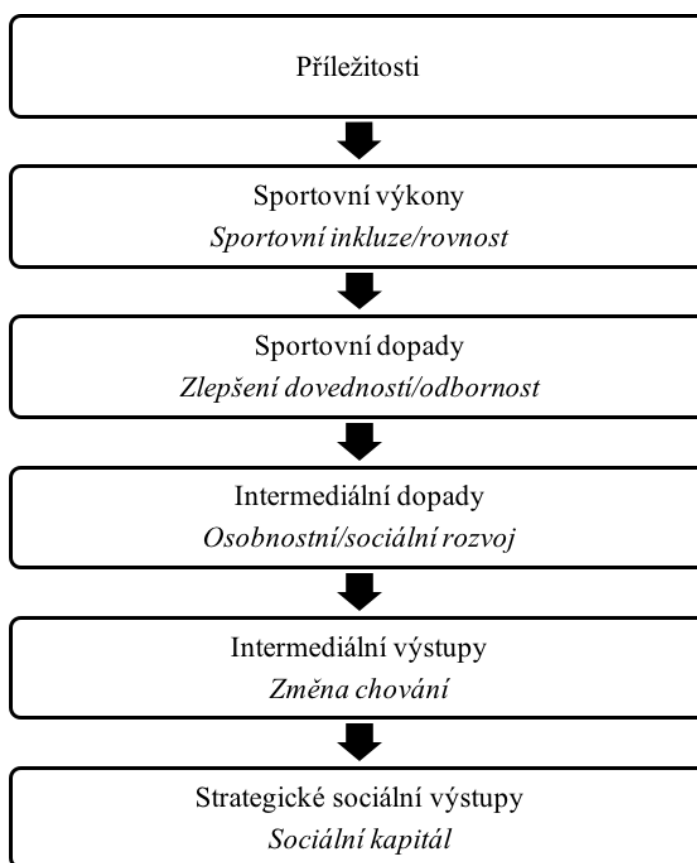 Příležitosti
Sportovní výkony
Sportovní inkluze/rovnost
Sportovní dopady
Zlepšení dovedností/odbornost
Intermediální dopady
Osobnostní/sociální rozvoj
Intermediální výstupy
Změna chování
Strategické sociální výstupy
Sociální kapitál